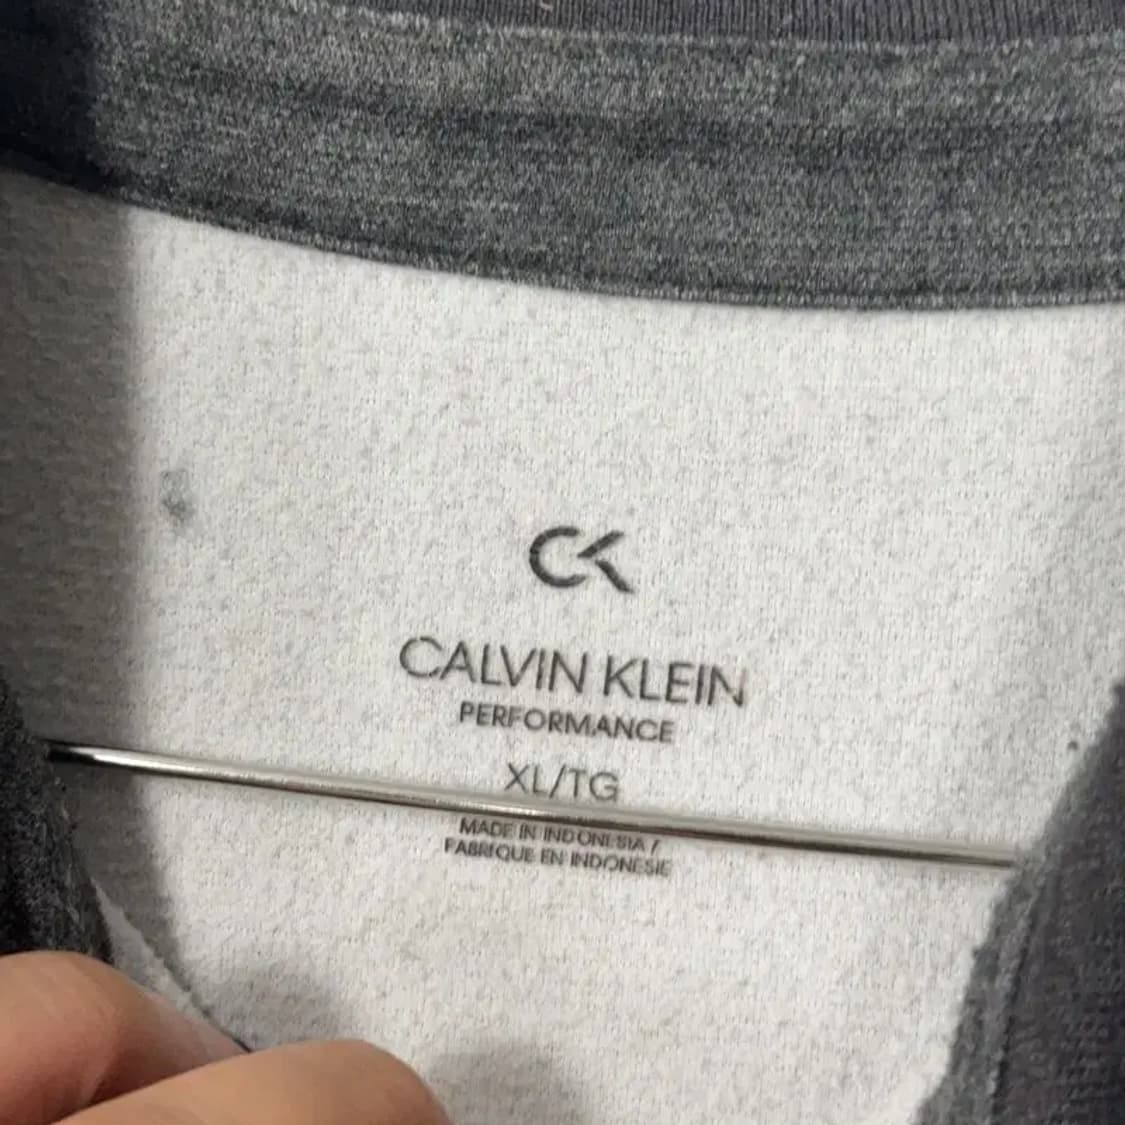 CK
CALVIN KLEIN
PERFORMANCE
XL/TG
MADE IN INDONESIA /
FABRIQUE EN INDONESIE